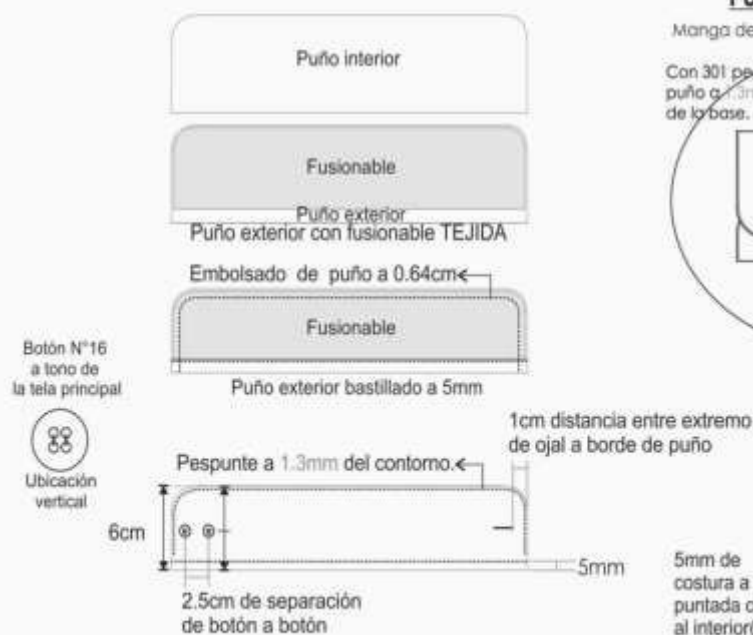 Puño interior
Fusionable
Puño exterior
Puño exterior con fusionable TEJIDA
Embolsado de puño a 0.64cm
Fusionable
Puño exterior bastillado a 5mm
Botón N°16
a tono de
la tela principal
Ubicación
vertical
Pespunte a 1.3mm del contorno.
1cm distancia entre extremo
de ojal a borde de puño
6cm
5mm
2.5cm de separación
de botón a botón
Manga de
Con 301
puño a
de la base.
5mm de
costura a
puntada
al interior